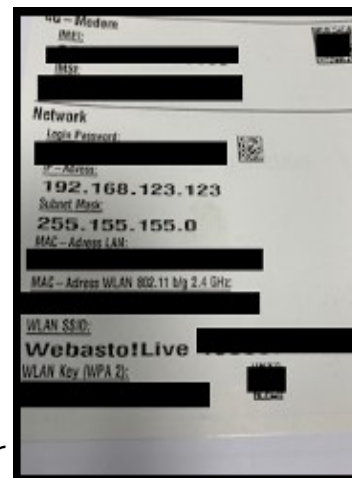 4G – Modem
IMEI:
IMSI:
Network
Login Password:
IP – Adress:
192.168.123.123
Subnet Mask:
255.155.155.0
MAC – Adress LAN:
MAC – Adress WLAN 802.11 b/g 2.4 GHz:
WLAN SSID:
Webasto!Live
WLAN Key (WPA 2):